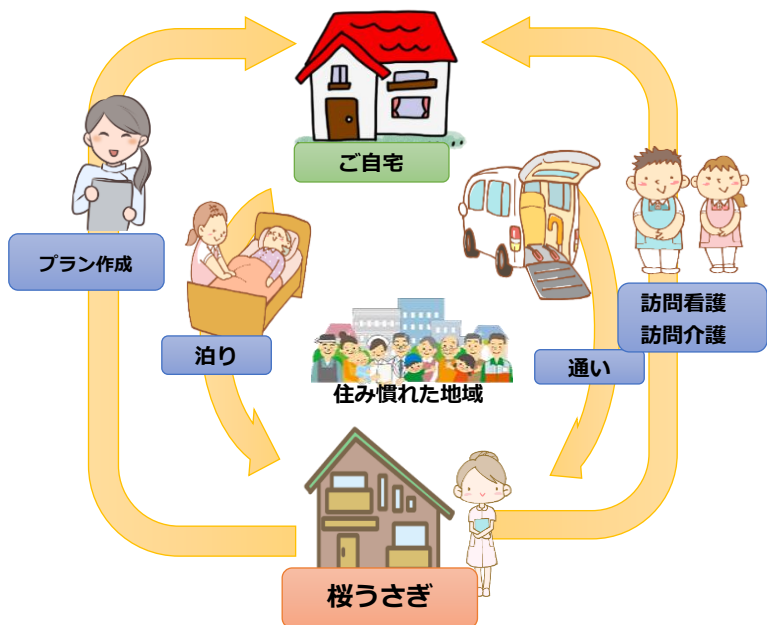 ご自宅
プラン作成
訪問看護
訪問介護
泊り
通い
住み慣れた地域
桜うさぎ